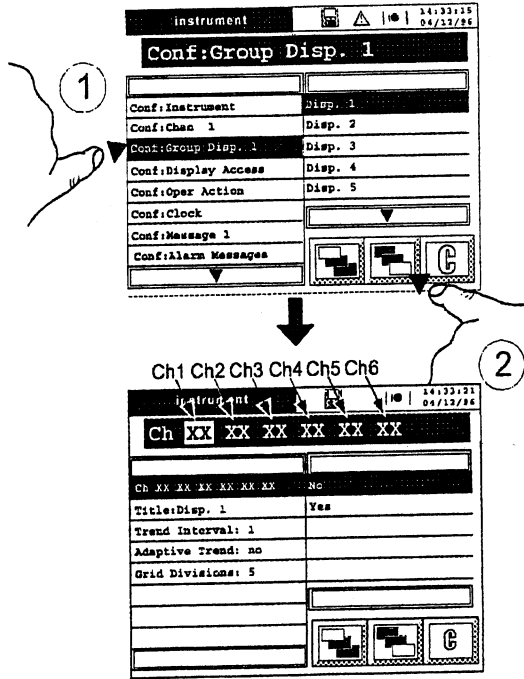 instrument 14:33:15
04/12/96
Conf:Group Disp. 1
1
Conf:Instrument
Conf:Chan 1
Conf:Group Disp. 1
Conf:Display Access
Conf:Oper Action
Conf:Clock
Conf:Message 1
Conf:Alarm Messages
Disp. 1
Disp. 2
Disp. 3
Disp. 4
Disp. 5
C
2
Ch1 Ch2 Ch3 Ch4 Ch5 Ch6
instrument 14:33:21
04/12/96
Ch XX XX XX XX XX XX
Ch XX XX XX XX XX XX
Title:Disp. 1
Trend Interval: 1
Adaptive Trend: no
Grid Divisions: 5
No
Yes
C